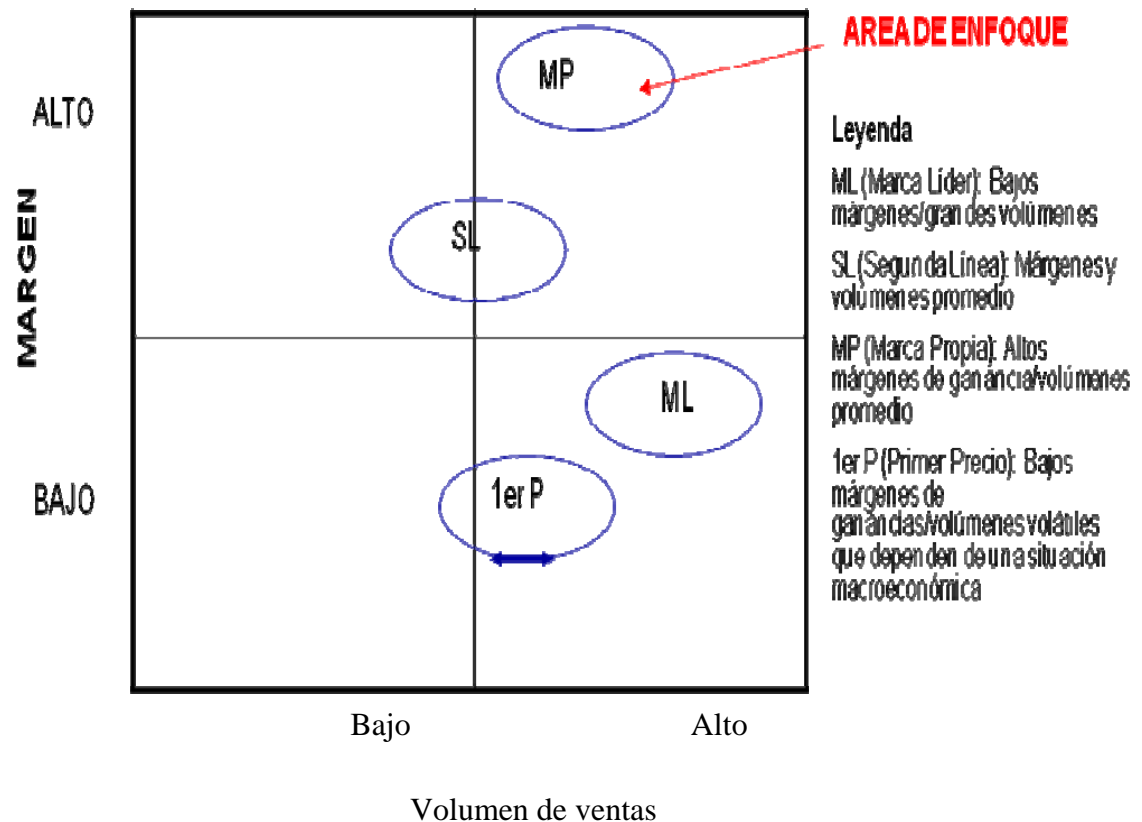 AREA DE ENFOQUE
MP
ALTO
Leyenda
ML (Marca Líder): Bajos
márgenes/grandes volúmenes
MARGEN
SL
SL (Segunda Línea): Márgenes y
volúmenes promedio
MP (Marca Propia): Altos
márgenes de ganancia/volúmenes
promedio
ML
1er P (Primer Precio): Bajos
márgenes de
ganancias/volúmenes volátiles
que dependen de una situación
macroeconómica
BAJO
1er P
Bajo Alto
Volumen de ventas